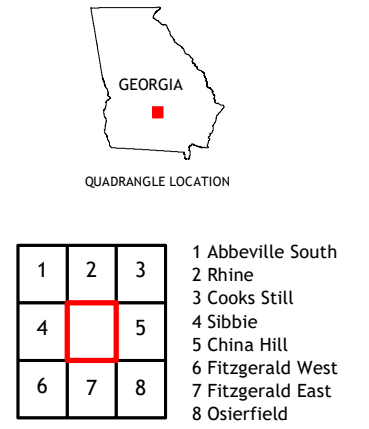 GEORGIA
QUADRANGLE LOCATION
1 2 3
4 5
6 7 8
1 Abbeville South
2 Rhine
3 Cooks Still
4 Sibbie
5 China Hill
6 Fitzgerald West
7 Fitzgerald East
8 Osierfield